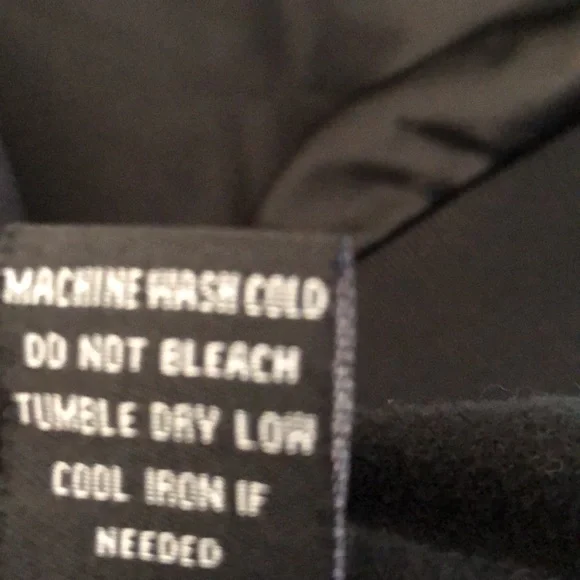 MACHINE WASH COLD
DO NOT BLEACH
TUMBLE DRY LOW
COOL IRON IF
NEEDED